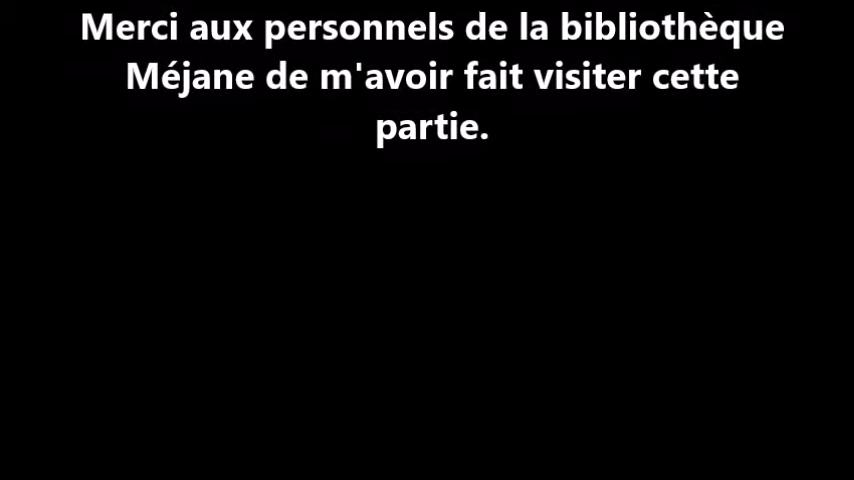 Merci aux personnels de la bibliothèque
Méjane de m'avoir fait visiter cette
partie.